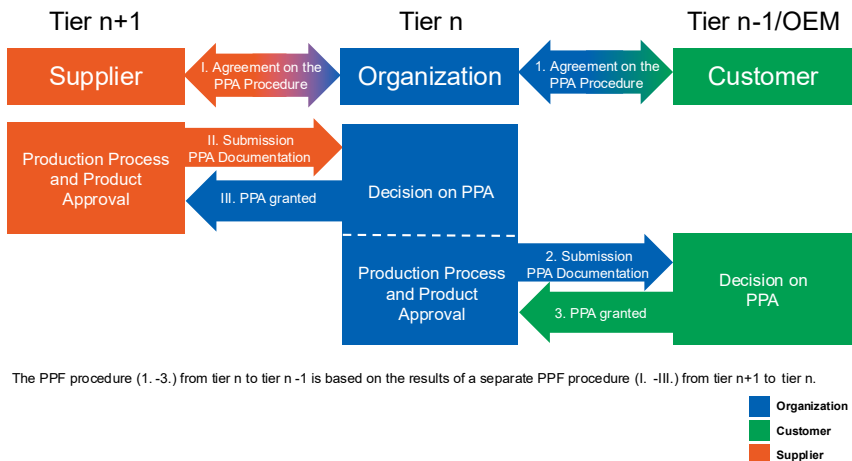 Tier n+1
Tier n
Tier n-1/OEM
Supplier
I. Agreement on the
PPA Procedure
Organization
1. Agreement on the
PPA Procedure
Customer
Production Process
and Product
Approval
II. Submission
PPA Documentation
III. PPA granted
Decision on PPA
Production Process
and Product
Approval
2. Submission
PPA Documentation
3. PPA granted
Decision on
PPA
The PPF procedure (1. -3.) from tier n to tier n -1 is based on the results of a separate PPF procedure (I. -III.) from tier n+1 to tier n.
Organization
Customer
Supplier